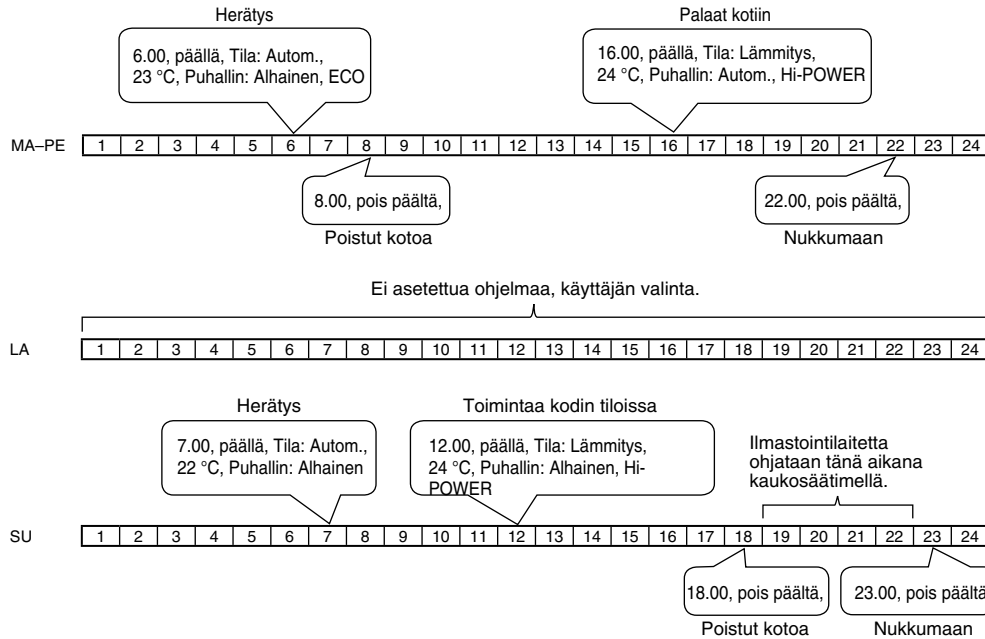 Herätys
6.00, päällä, Tila: Autom.,
23 °C, Puhallin: Alhainen, ECO
Palaat kotiin
16.00, päällä, Tila: Lämmitys,
24 °C, Puhallin: Autom., Hi-POWER
MA–PE 1 2 3 4 5 6 7 8 9 10 11 12 13 14 15 16 17 18 19 20 21 22 23 24
8.00, pois päältä,
Poistut kotoa
22.00, pois päältä,
Nukkumaan
Ei asetettua ohjelmaa, käyttäjän valinta.
LA 1 2 3 4 5 6 7 8 9 10 11 12 13 14 15 16 17 18 19 20 21 22 23 24
Herätys
7.00, päällä, Tila: Autom.,
22 °C, Puhallin: Alhainen
Toimintaa kodin tiloissa
12.00, päällä, Tila: Lämmitys,
24 °C, Puhallin: Alhainen, Hi-
POWER
Ilmastointilaitetta
ohjataan tänä aikana
kaukosäätimellä.
SU 1 2 3 4 5 6 7 8 9 10 11 12 13 14 15 16 17 18 19 20 21 22 23 24
18.00, pois päältä,
Poistut kotoa
23.00, pois päältä
Nukkumaan